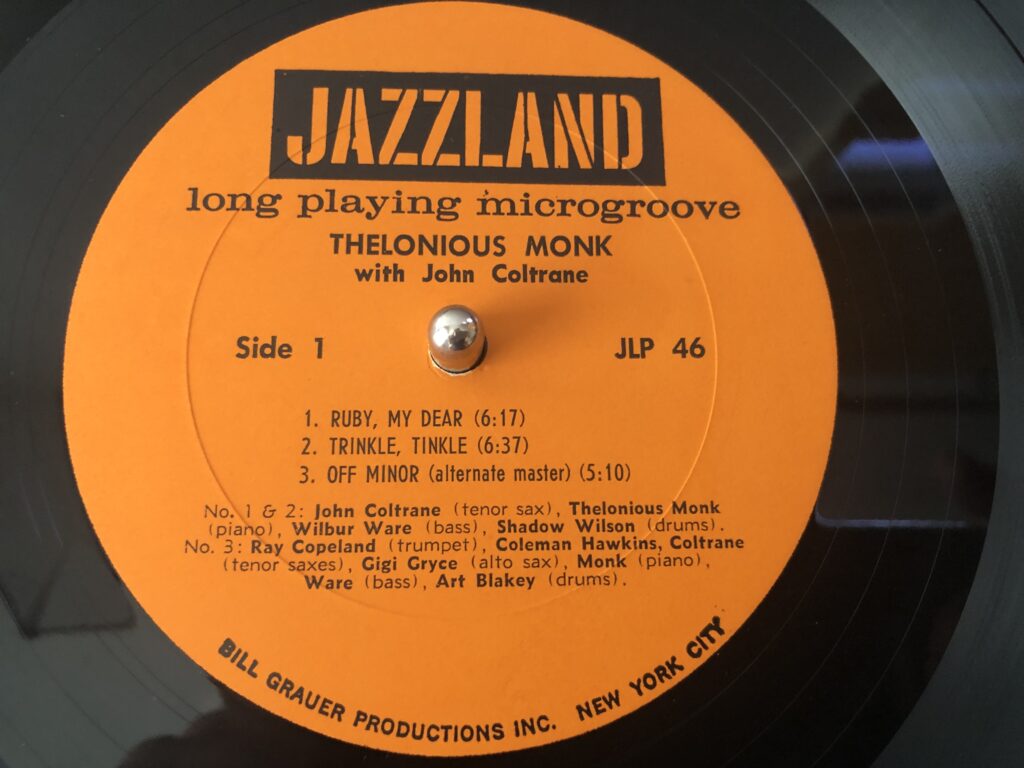 JAZZLAND
long playing microgroove
THELONIOUS MONK
with John Coltrane
Side 1
JLP 46
1. RUBY, MY DEAR (6:17)
2. TRINKLE, TINKLE (6:37)
3. OFF MINOR (alternate master) (5:10)
No. 1 & 2: John Coltrane (tenor sax), Thelonious Monk
(piano), Wilbur Ware (bass), Shadow Wilson (drums).
No. 3: Ray Copeland (trumpet), Coleman Hawkins, Coltrane
(tenor saxes), Gigi Gryce (alto sax), Monk (piano),
Ware (bass), Art Blakey (drums).
BILL GRAUER PRODUCTIONS INC. NEW YORK CITY